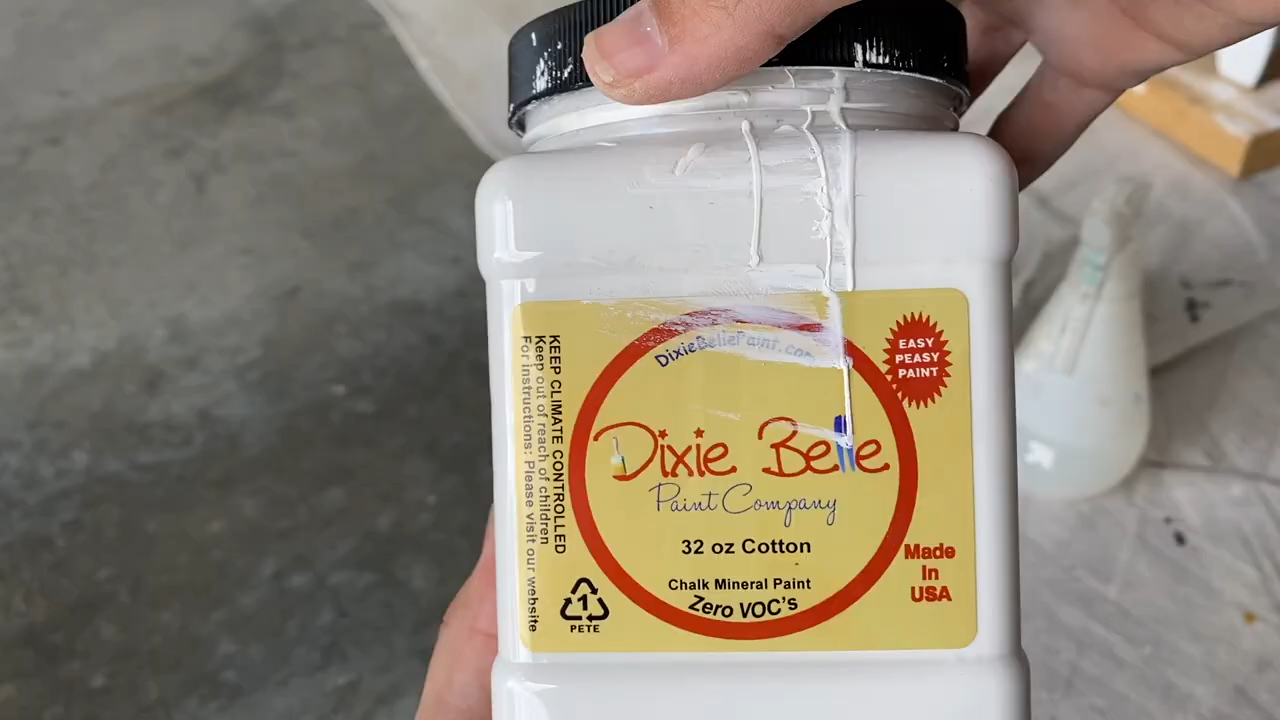 DixieBellePaint.com
EASY
PEASY
PAINT
KEEP CLIMATE CONTROLLED
Keep out of reach of children
For instructions: Please visit our website
Dixie Belle
Paint Company
32 oz Cotton
Chalk Mineral Paint
Zero VOC's
Made
In
USA
1
PETE